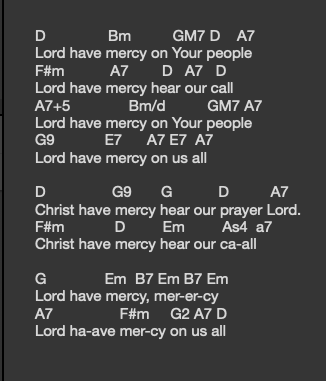 D Bm GM7 D A7
Lord have mercy on Your people
F#m A7 D A7 D
Lord have mercy hear our call
A7+5 Bm/d GM7 A7
Lord have mercy on Your people
G9 E7 A7 E7 A7
Lord have mercy on us all
D G9 G D A7
Christ have mercy hear our prayer Lord.
F#m D Em As4 a7
Christ have mercy hear our ca-all
G Em B7 Em B7 Em
Lord have mercy, mer-er-cy
A7 F#m G2 A7 D
Lord ha-ave mer-cy on us all